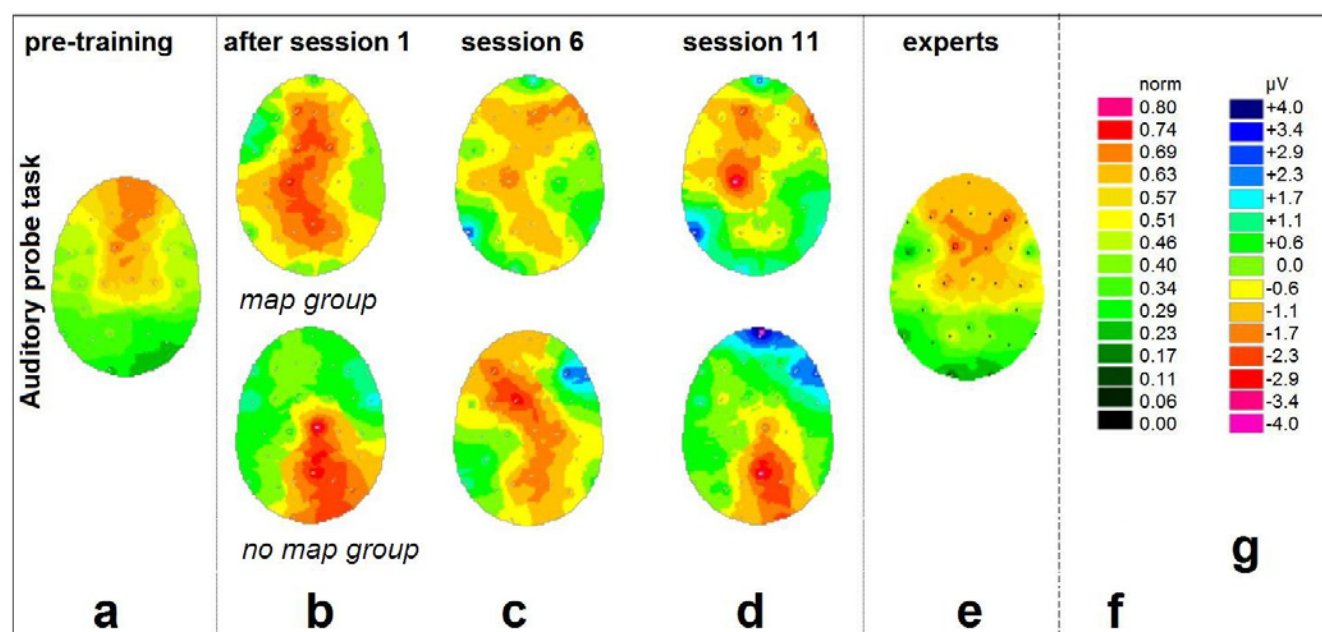 pre-training
after session 1
session 6
session 11
experts
Auditory probe task
map group
no map group
norm
0.80
0.74
0.69
0.63
0.57
0.51
0.46
0.40
0.34
0.29
0.23
0.17
0.11
0.06
0.00
µV
+4.0
+3.4
+2.9
+2.3
+1.7
+1.1
+0.6
0.0
-0.6
-1.1
-1.7
-2.3
-2.9
-3.4
-4.0
a
b
c
d
e
f
g